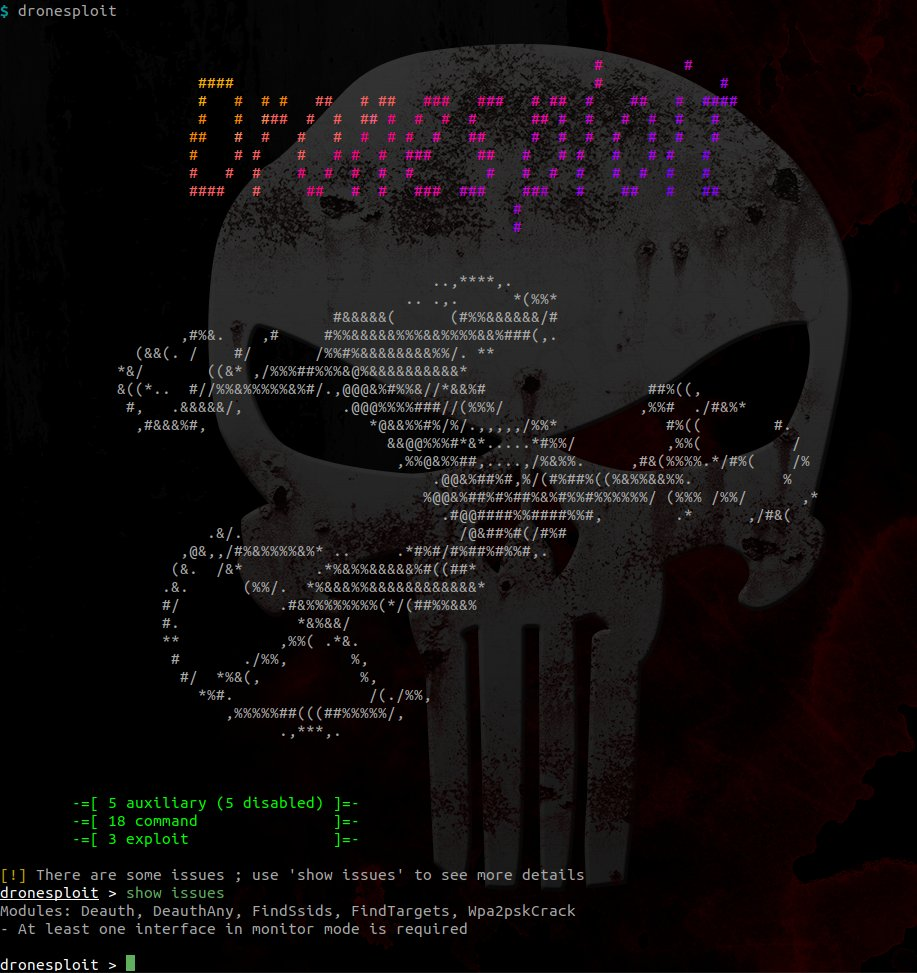 $ dronesploit
-=[ 5 auxiliary (5 disabled) ]=-
-=[ 18 command               ]=-
-=[ 3 exploit                ]=-
[!] There are some issues ; use 'show issues' to see more details
dronesploit > show issues
Modules: Deauth, DeauthAny, FindSsids, FindTargets, Wpa2pskCrack
- At least one interface in monitor mode is required
dronesploit >